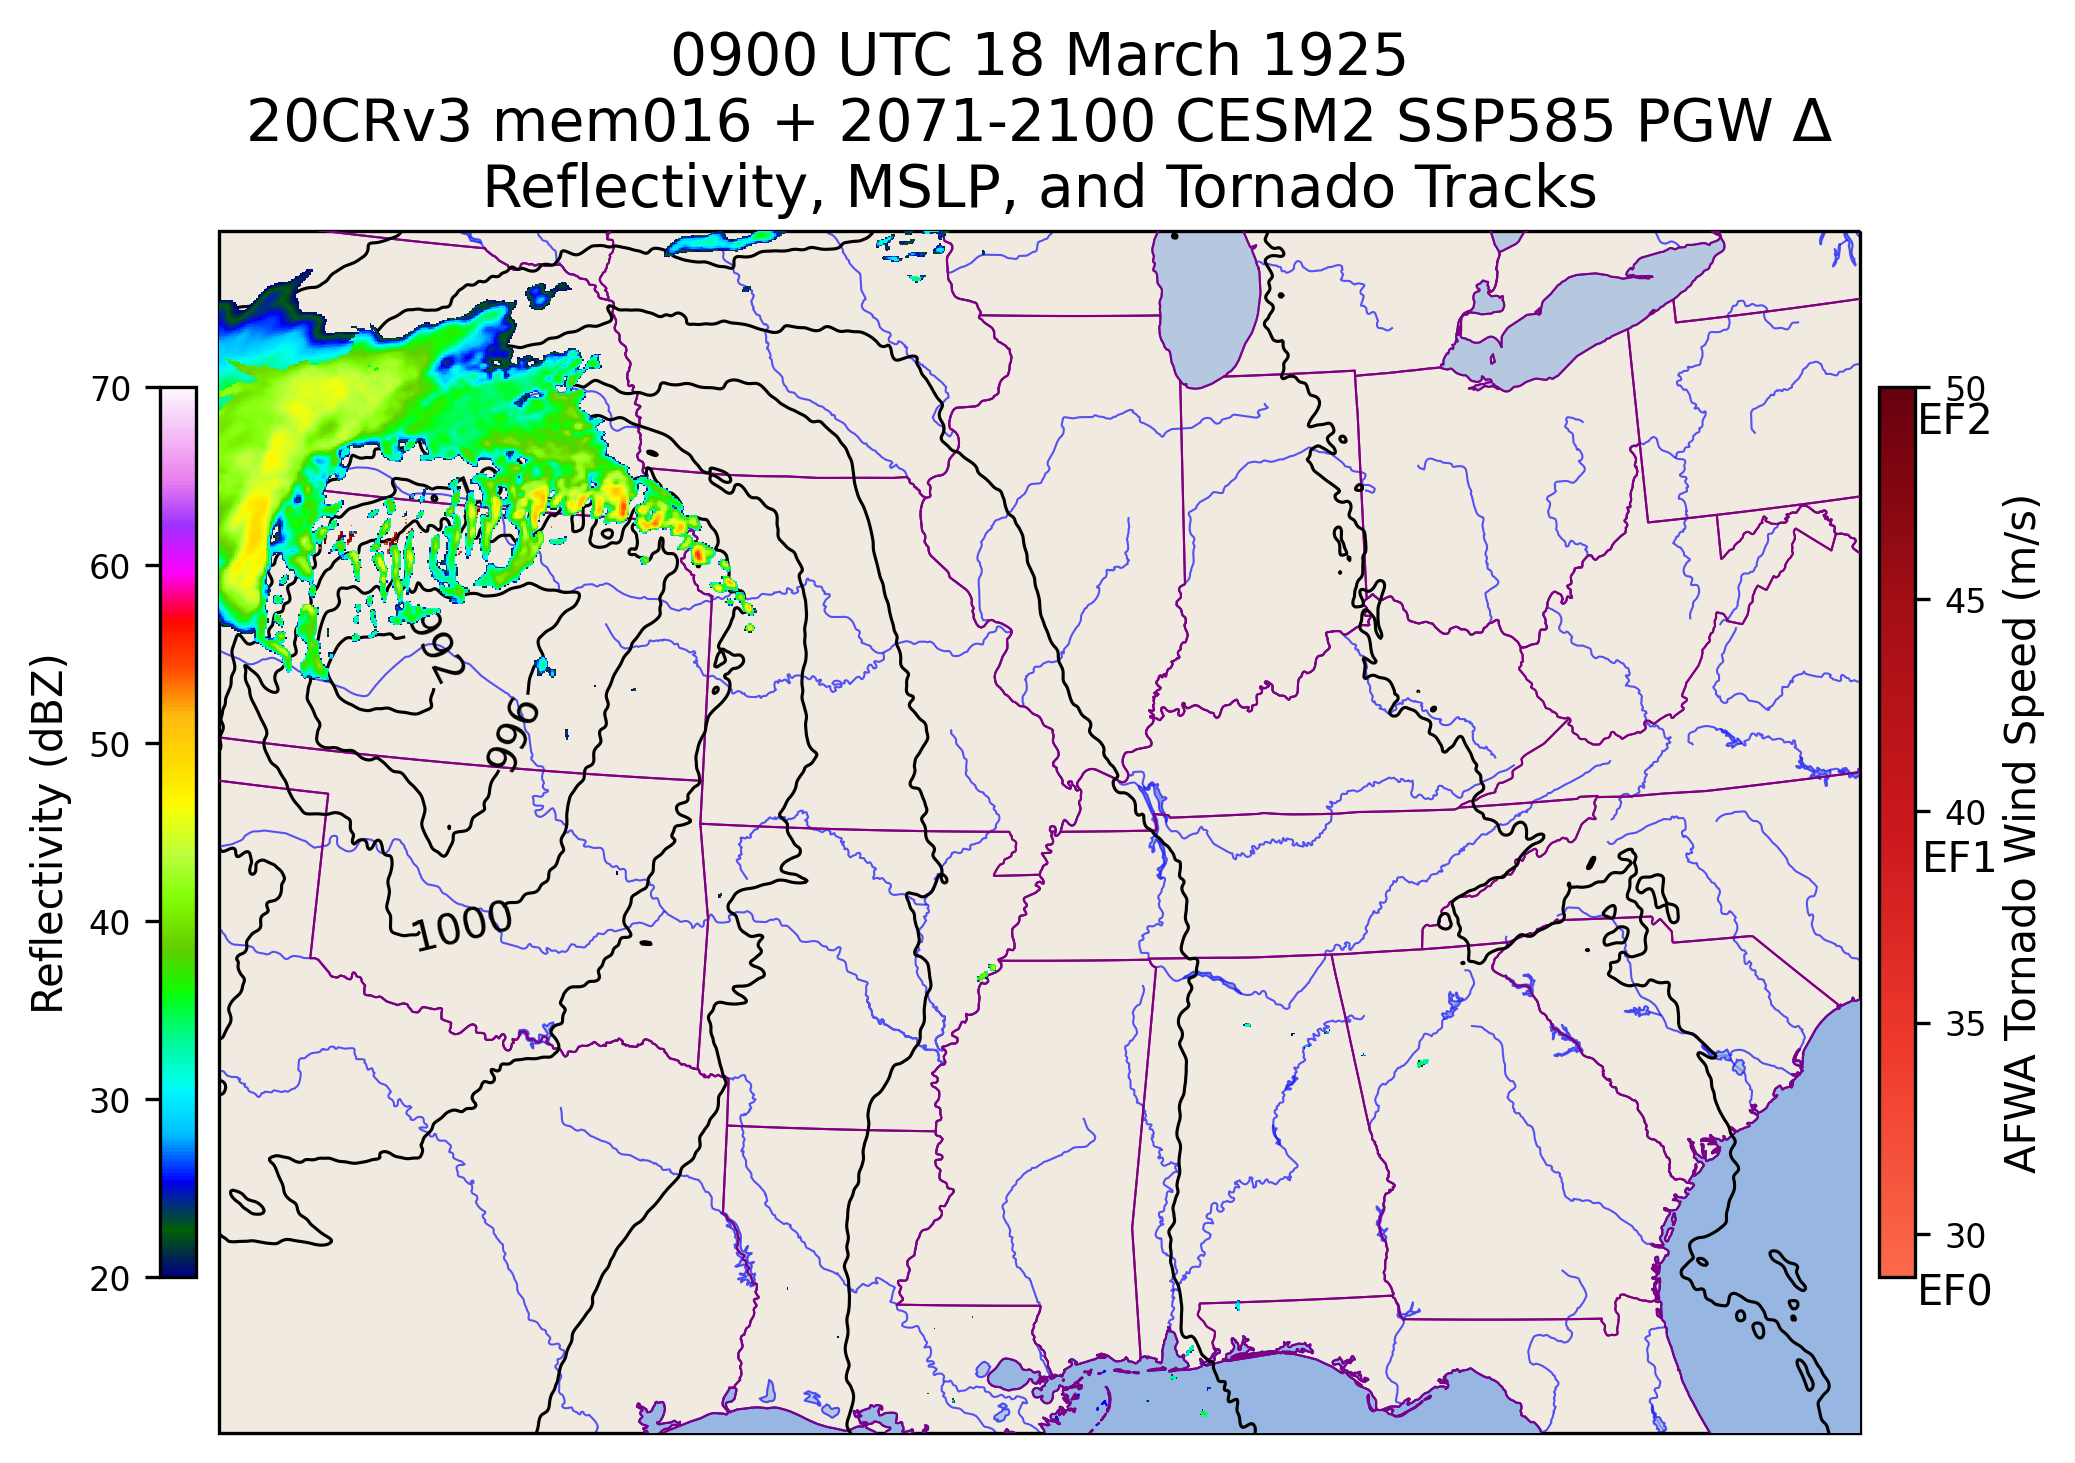 0900 UTC 18 March 1925
20CRv3 mem016 + 2071-2100 CESM2 SSP585 PGW Δ
Reflectivity, MSLP, and Tornado Tracks
Reflectivity (dBZ)
70
60
50
40
30
20
992
996
1000
50
EF2
45
40
EF1
35
30
EF0
AFWA Tornado Wind Speed (m/s)